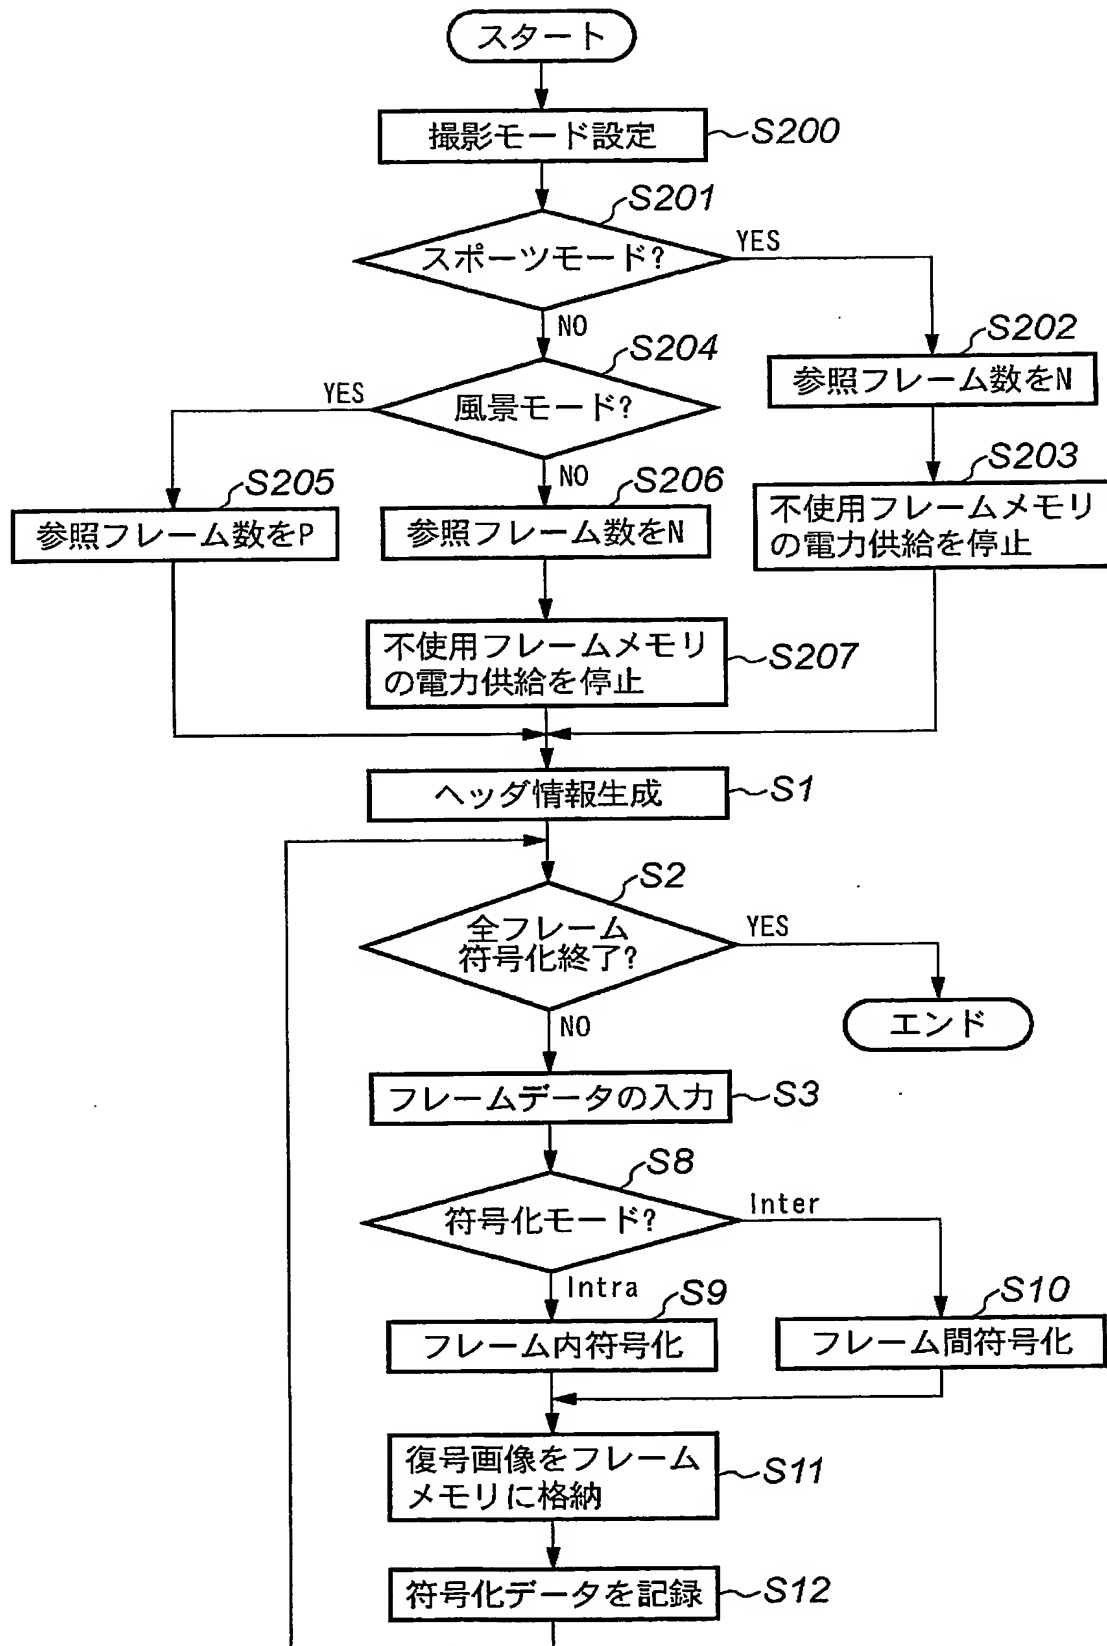 スタート
撮影モード設定
S200
S201
スポーツモード?
YES
NO
S202
参照フレーム数をN
S204
YES
風景モード?
NO
S203
不使用フレームメモリ
の電力供給を停止
S205
参照フレーム数をP
S206
参照フレーム数をN
不使用フレームメモリ
の電力供給を停止
S207
ヘッダ情報生成
S1
S2
全フレーム
符号化終了?
YES
NO
エンド
フレームデータの入力
S3
S8
符号化モード?
Inter
Intra
S9
フレーム内符号化
S10
フレーム間符号化
復号画像をフレーム
メモリに格納
S11
符号化データを記録
S12